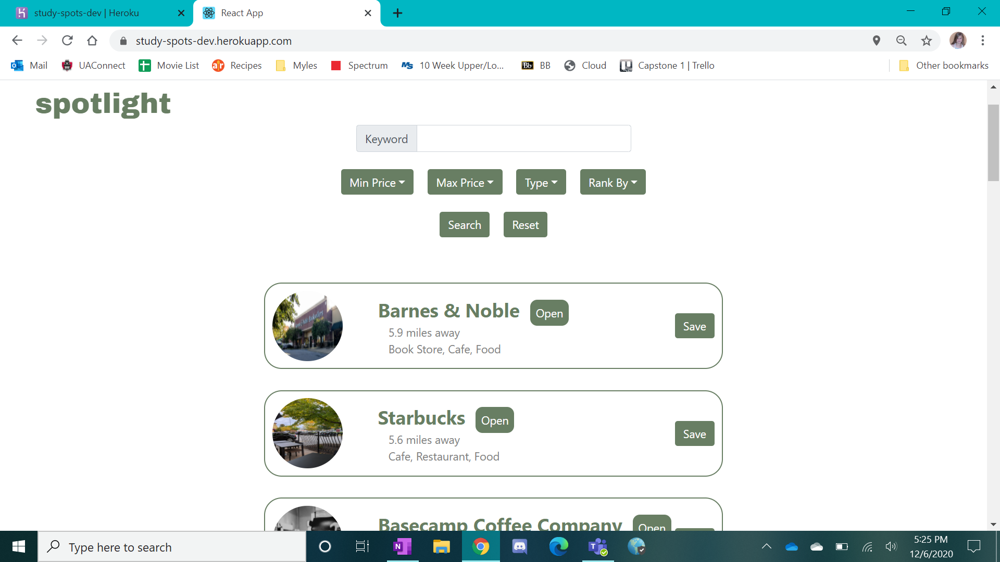 study-spots-dev | Heroku
React App
study-spots-dev.herokuapp.com
Mail
UAConnect
Movie List
Recipes
Myles
Spectrum
10 Week Upper/Lo...
BB
Cloud
Capstone 1 | Trello
Other bookmarks
spotlight
Keyword
Min Price
Max Price
Type
Rank By
Search
Reset
Barnes & Noble
Open
5.9 miles away
Book Store, Cafe, Food
Save
Starbucks
Open
5.6 miles away
Cafe, Restaurant, Food
Save
Basecamp Coffee Company
Open
Type here to search
5:25 PM
12/6/2020